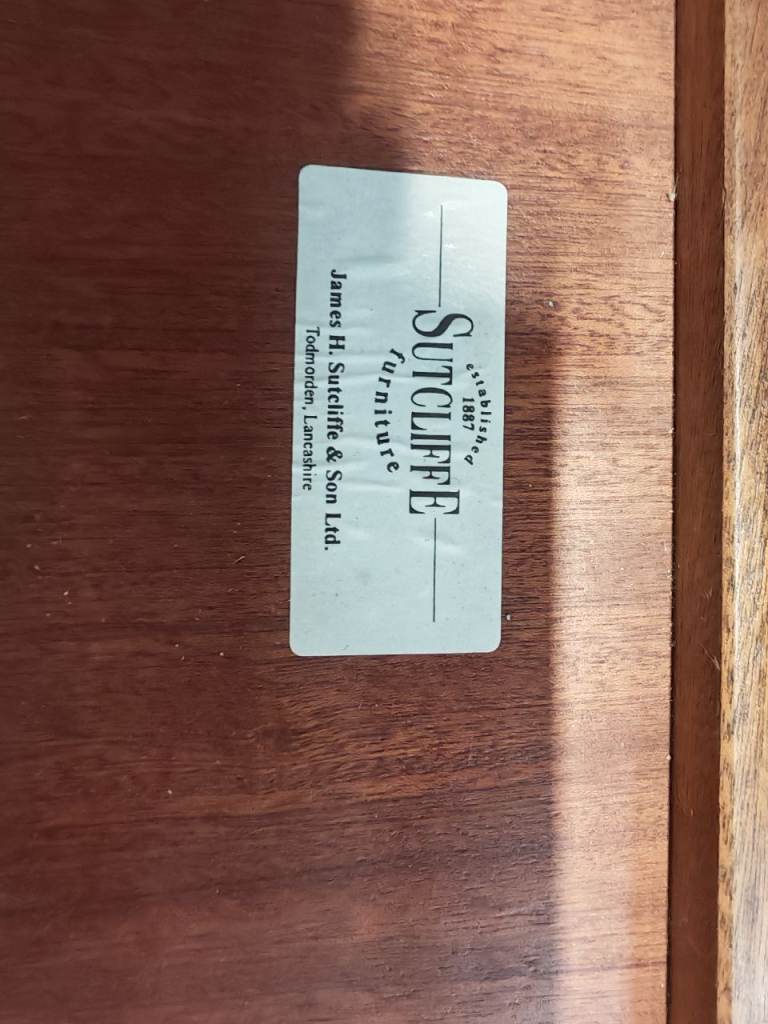 established
1887
SUTCLIFFE
furniture
James H. Sutcliffe & Son Ltd.
Todmorden, Lancashire